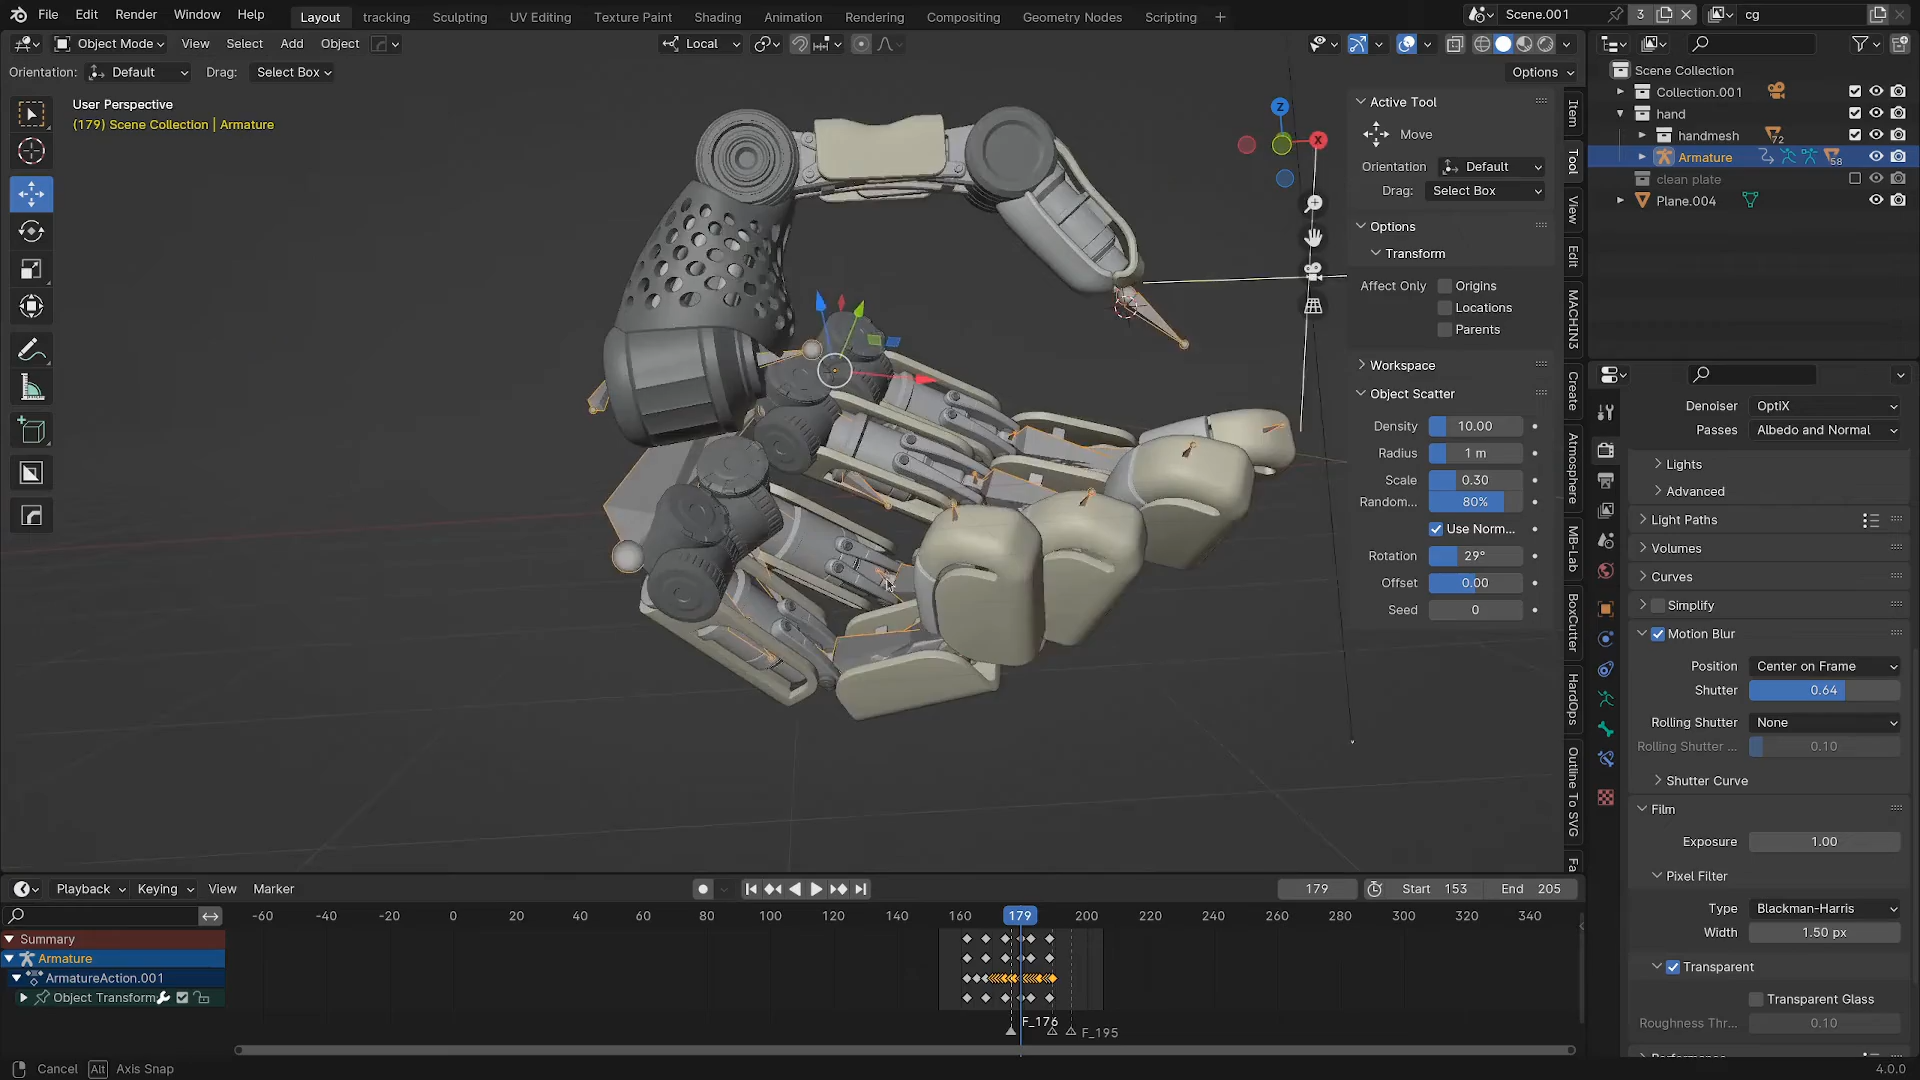 File Edit Render Window Help Layout tracking Sculpting UV Editing Texture Paint Shading Animation Rendering Compositing Geometry Nodes Scripting + Scene.001 3 cg
Object Mode View Select Add Object Local
Orientation: Default Drag: Select Box Options
User Perspective
(179) Scene Collection | Armature
Z
X
Active Tool
Move
Orientation Default
Drag: Select Box
Options
Transform
Affect Only Origins
Locations
Parents
Workspace
Object Scatter
Density 10.00
Radius 1 m
Scale 0.30
Random... 80%
Use Norm...
Rotation 29°
Offset 0.00
Seed 0
Item
Tool
View
Edit
MACHIN3
Create
Atmosphere
MB-Lab
BoxCutter
HardOps
Outline To SVG
Fa
Scene Collection
Collection.001
hand
handmesh 72
Armature 58
clean plate
Plane.004
Denoiser OptiX
Passes Albedo and Normal
Lights
Advanced
Light Paths
Volumes
Curves
Simplify
Motion Blur
Position Center on Frame
Shutter 0.64
Rolling Shutter None
Rolling Shutter ... 0.10
Shutter Curve
Film
Exposure 1.00
Pixel Filter
Type Blackman-Harris
Width 1.50 px
Transparent
Transparent Glass
Roughness Thr... 0.10
Playback Keying View Marker 179 Start 153 End 205
-60 -40 -20 0 20 40 60 80 100 120 140 160 179 200 220 240 260 280 300 320 340
Summary
Armature
ArmatureAction.001
Object Transform
F_176
F_195
Cancel Alt Axis Snap 4.0.0